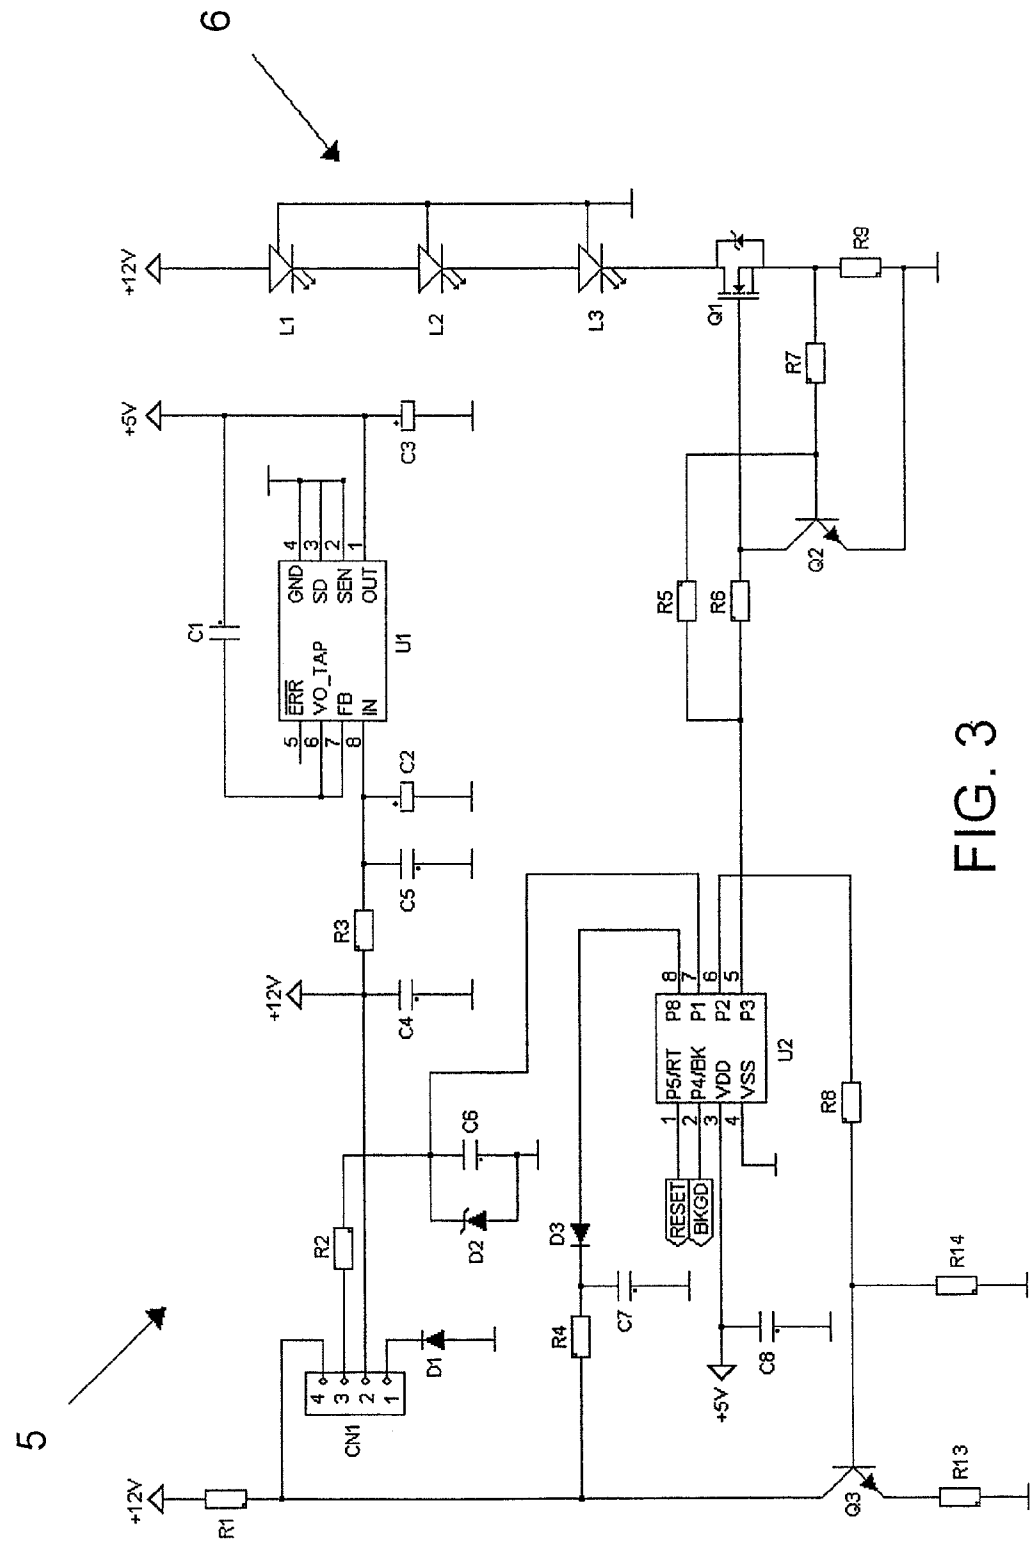 5
6
+12V
R1
CN1
4
3
2
1
D1
R2
D2
C6
+12V
C4
R3
C5
C2
C1
5
6
7
8
ERR
VO_TAP
FB
IN
GND
SD
SEN
OUT
4
3
2
1
U1
+5V
C3
+12V
L1
L2
L3
Q1
R9
R7
Q2
R5
R6
R4
D3
C7
RESET
BKGD
1
2
3
4
P5/RT
P4/BK
VDD
VSS
P8
P1
P2
P3
8
7
6
5
U2
+5V
C8
R8
R14
Q3
R13
FIG. 3